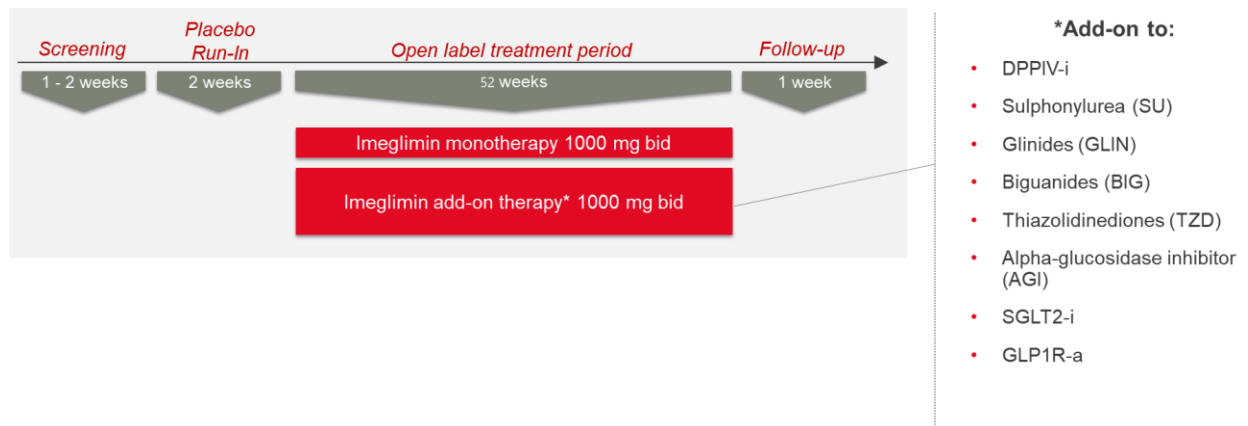 Screening
Placebo
Run-In
Open label treatment period
Follow-up
1 - 2 weeks
2 weeks
52 weeks
1 week
Imeglimin monotherapy 1000 mg bid
Imeglimin add-on therapy* 1000 mg bid
*Add-on to:
• DPPIV-i
• Sulphonylurea (SU)
• Glinides (GLIN)
• Biguanides (BIG)
• Thiazolidinediones (TZD)
• Alpha-glucosidase inhibitor
(AGI)
• SGLT2-i
• GLP1R-a